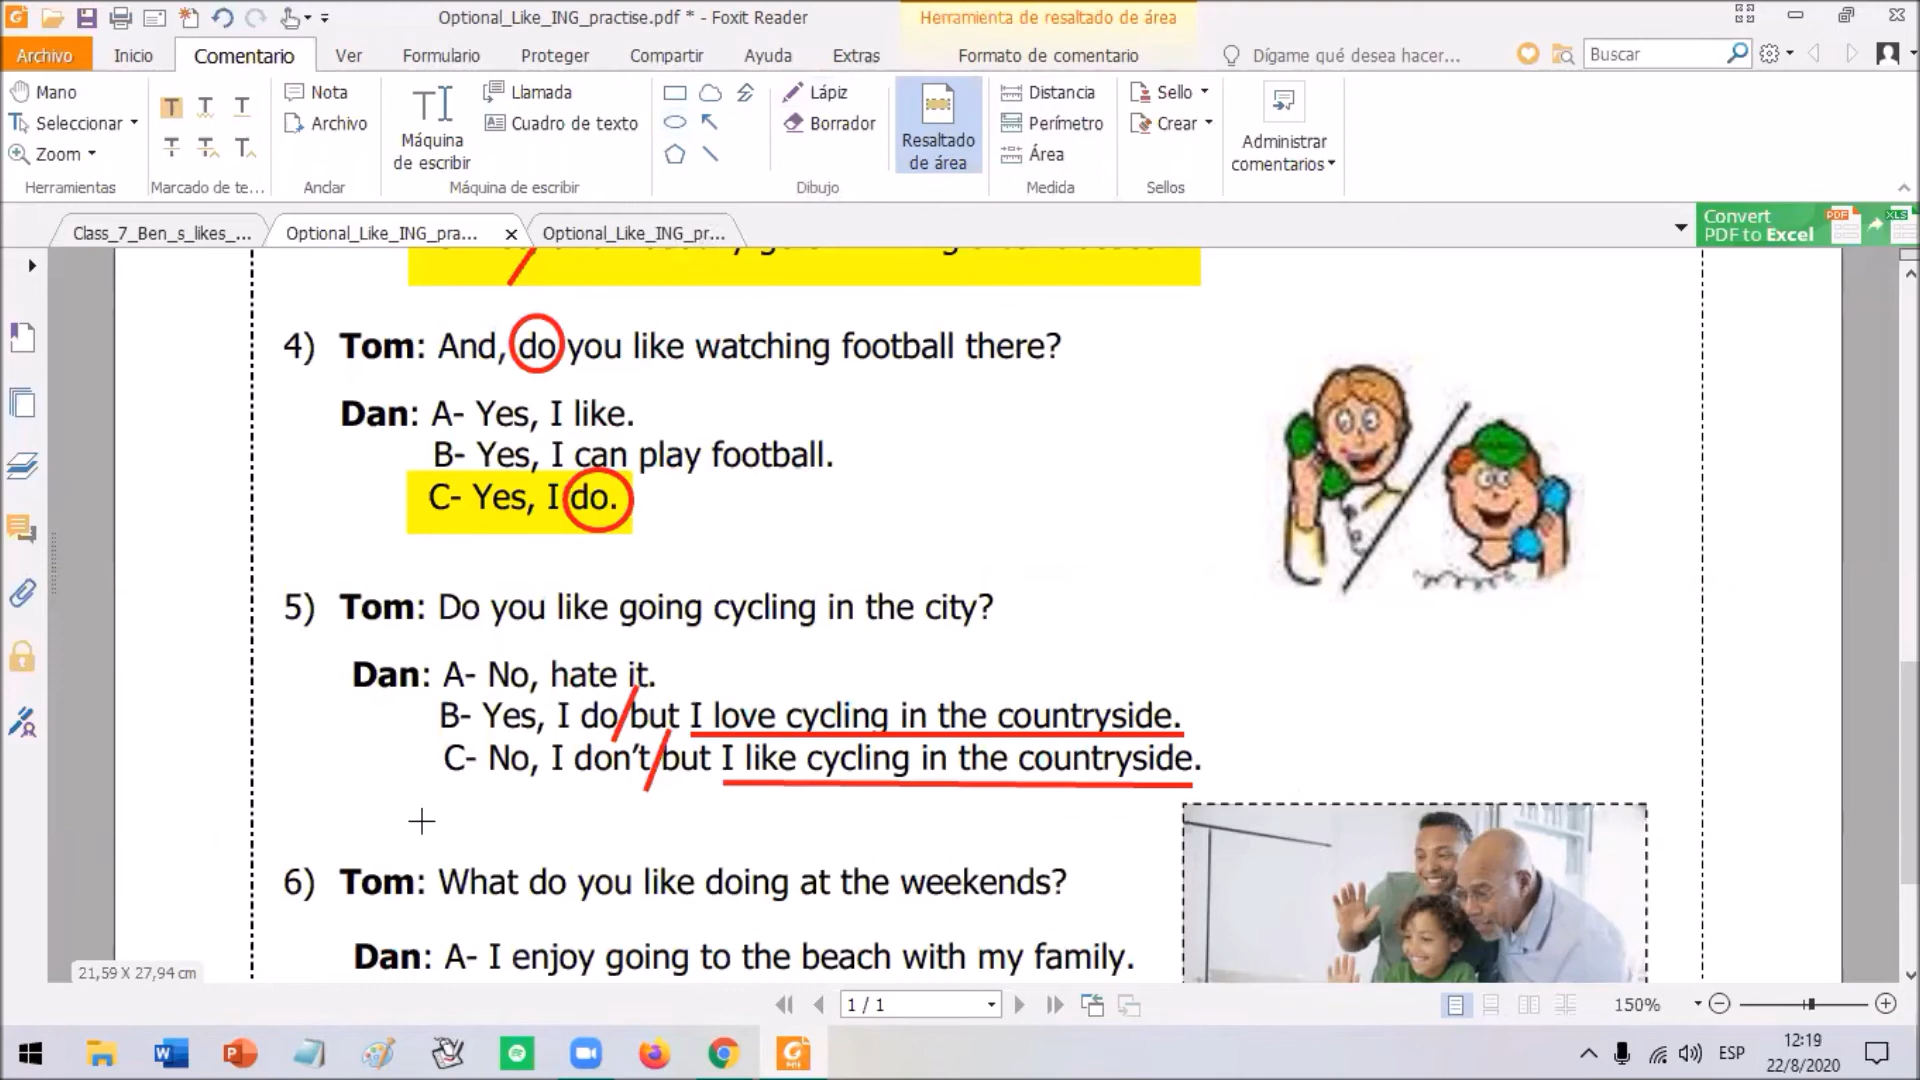 Optional_Like_ING_practise.pdf * - Foxit Reader
Herramienta de resaltado de área
Archivo Inicio Comentario Ver Formulario Proteger Compartir Ayuda Extras Formato de comentario Dígame qué desea hacer... Buscar
Mano
Seleccionar
Zoom
Herramientas
Marcado de te...
Nota
Archivo
Anclar
Máquina
de escribir
Llamada
Cuadro de texto
Máquina de escribir
Lápiz
Borrador
Dibujo
Resaltado
de área
Distancia
Perímetro
Área
Medida
Sello
Crear
Sellos
Administrar
comentarios
Class_7_Ben_s_likes_... Optional_Like_ING_pra... Optional_Like_ING_pr...
Convert
PDF to Excel
PDF
XLS
4) Tom: And, do you like watching football there?
Dan: A- Yes, I like.
B- Yes, I can play football.
C- Yes, I do.
5) Tom: Do you like going cycling in the city?
Dan: A- No, hate it.
B- Yes, I do/but I love cycling in the countryside.
C- No, I don't/but I like cycling in the countryside.
6) Tom: What do you like doing at the weekends?
Dan: A- I enjoy going to the beach with my family.
21,59 X 27,94 cm
1 / 1
150%
ESP
12:19
22/8/2020